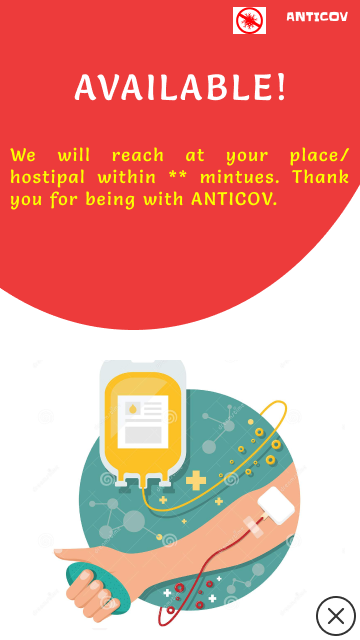 ANTICOV
AVAILABLE!
We will reach at your place/
hostipal within ** mintues. Thank
you for being with ANTICOV.